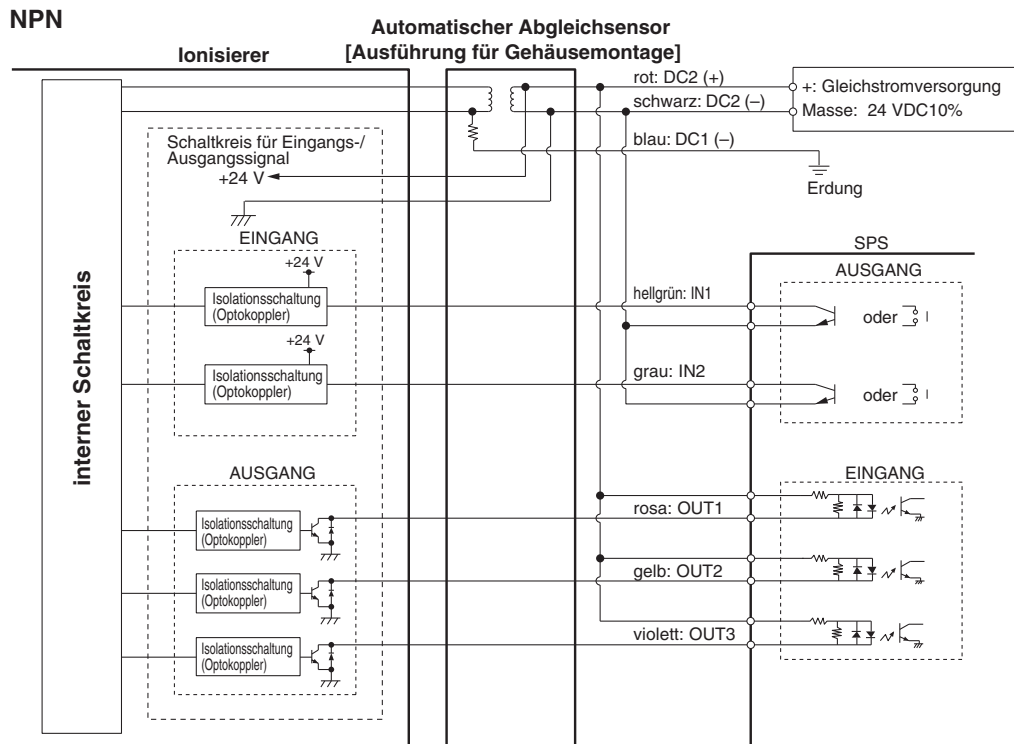 NPN
Automatischer Abgleichsensor
[Ausführung für Gehäusemontage]
Ionisierer
rot: DC2 (+)
schwarz: DC2 (–)
blau: DC1 (–)
+: Gleichstromversorgung
Masse: 24 VDC10%
Erdung
Schaltkreis für Eingangs-/
Ausgangssignal
+24 V
interner Schaltkreis
EINGANG
+24 V
Isolationsschaltung
(Optokoppler)
+24 V
Isolationsschaltung
(Optokoppler)
hellgrün: IN1
grau: IN2
SPS
AUSGANG
oder
oder
AUSGANG
Isolationsschaltung
(Optokoppler)
Isolationsschaltung
(Optokoppler)
Isolationsschaltung
(Optokoppler)
rosa: OUT1
gelb: OUT2
violett: OUT3
EINGANG